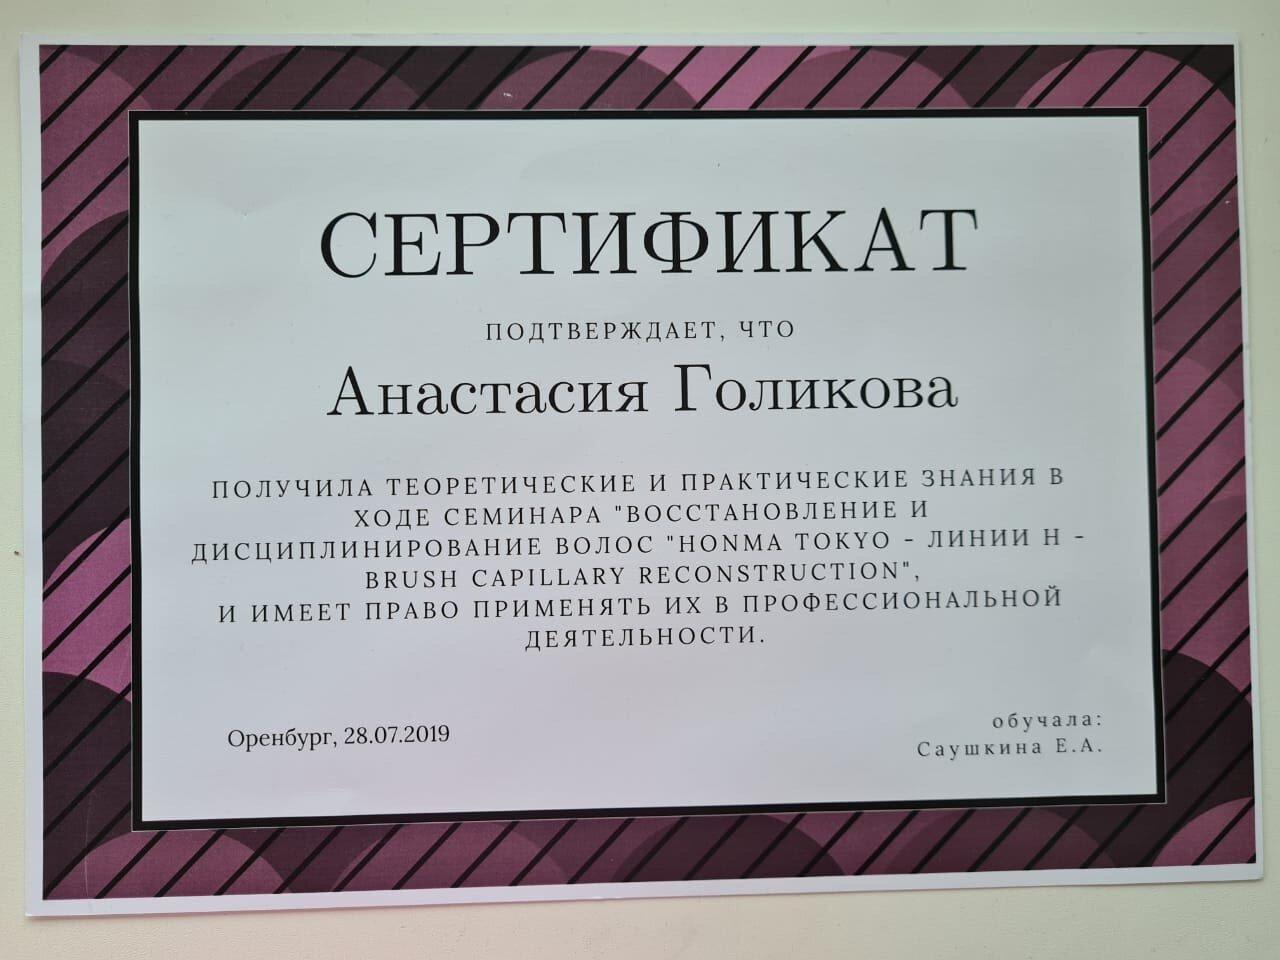 СЕРТИФИКАТ
ПОДТВЕРЖДАЕТ, ЧТО
Анастасия Голикова
ПОЛУЧИЛА ТЕОРЕТИЧЕСКИЕ И ПРАКТИЧЕСКИЕ ЗНАНИЯ В
ХОДЕ СЕМИНАРА "ВОССТАНОВЛЕНИЕ И
ДИСЦИПЛИНИРОВАНИЕ ВОЛОС "HONMA TOKYO - ЛИНИИ H -
BRUSH CAPILLARY RECONSTRUCTION",
И ИМЕЕТ ПРАВО ПРИМЕНЯТЬ ИХ В ПРОФЕССИОНАЛЬНОЙ
ДЕЯТЕЛЬНОСТИ.
Оренбург, 28.07.2019
обучала:
Саушкина Е.А.